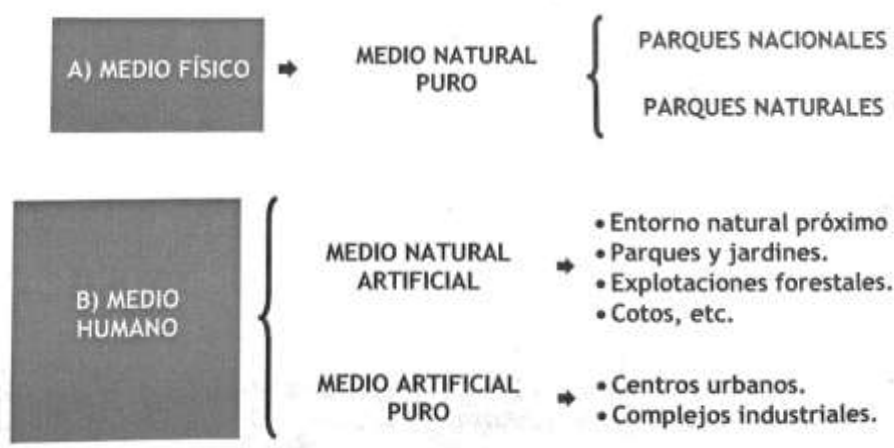 A) MEDIO FÍSICO
MEDIO NATURAL
PURO
PARQUES NACIONALES
PARQUES NATURALES
B) MEDIO
HUMANO
MEDIO NATURAL
ARTIFICIAL
• Entorno natural próximo
• Parques y jardines.
• Explotaciones forestales.
• Cotos, etc.
MEDIO ARTIFICIAL
PURO
• Centros urbanos.
• Complejos industriales.